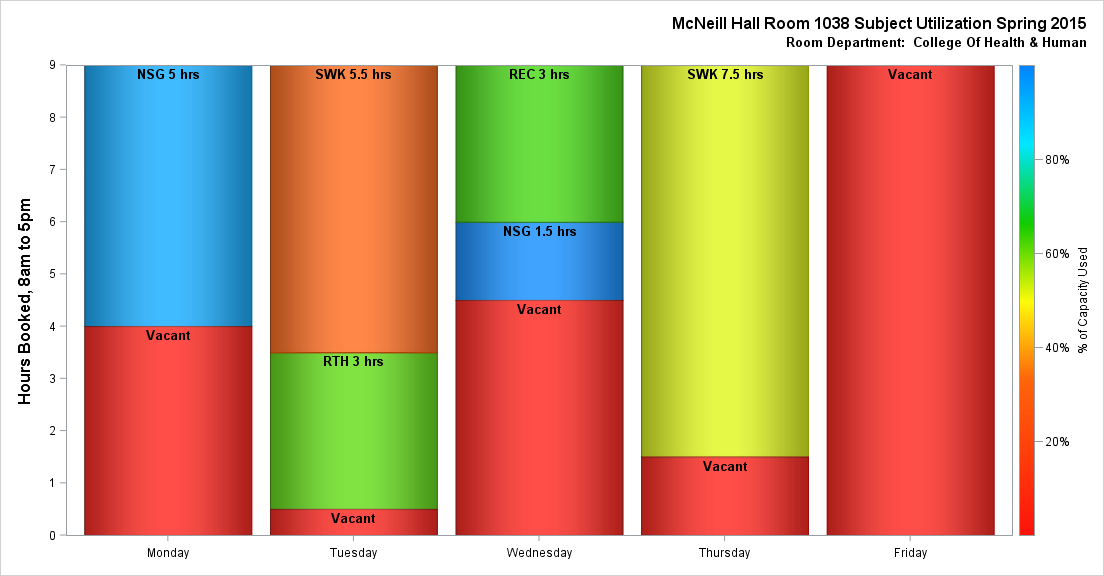 McNeill Hall Room 1038 Subject Utilization Spring 2015
Room Department:  College Of Health & Human
Hours Booked, 8am to 5pm
9
8
7
6
5
4
3
2
1
0
NSG 5 hrs
Vacant
SWK 5.5 hrs
RTH 3 hrs
Vacant
REC 3 hrs
NSG 1.5 hrs
Vacant
SWK 7.5 hrs
Vacant
Vacant
Monday
Tuesday
Wednesday
Thursday
Friday
80%
60%
40%
20%
% of Capacity Used